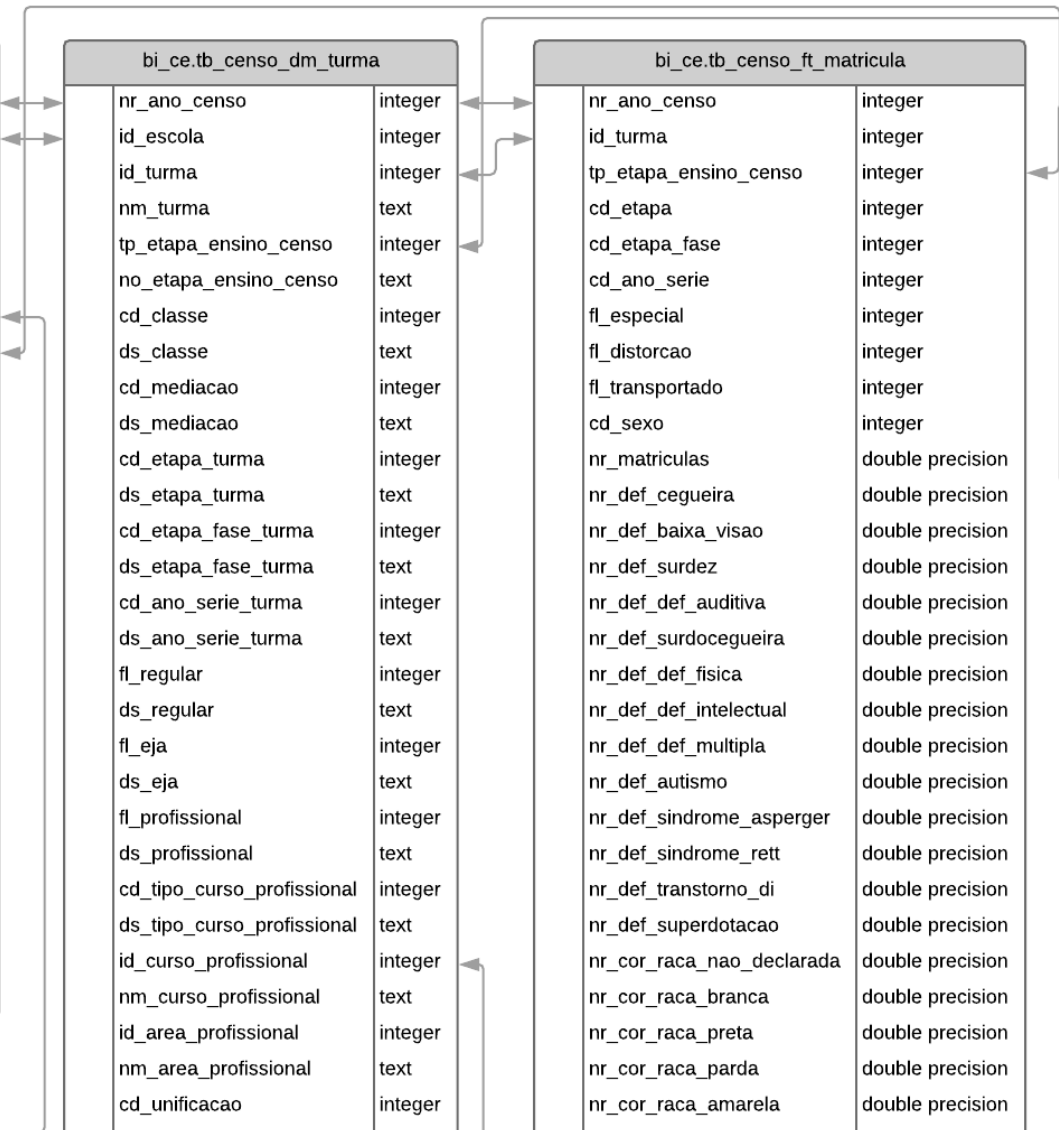 bi_ce.tb_censo_dm_turma
nr_ano_censo integer
id_escola integer
id_turma integer
nm_turma text
tp_etapa_ensino_censo integer
no_etapa_ensino_censo text
cd_classe integer
ds_classe text
cd_mediacao integer
ds_mediacao text
cd_etapa_turma integer
ds_etapa_turma text
cd_etapa_fase_turma integer
ds_etapa_fase_turma text
cd_ano_serie_turma integer
ds_ano_serie_turma text
fl_regular integer
ds_regular text
fl_eja integer
ds_eja text
fl_profissional integer
ds_profissional text
cd_tipo_curso_profissional integer
ds_tipo_curso_profissional text
id_curso_profissional integer
nm_curso_profissional text
id_area_profissional integer
nm_area_profissional text
cd_unificacao integer
bi_ce.tb_censo_ft_matricula
nr_ano_censo integer
id_turma integer
tp_etapa_ensino_censo integer
cd_etapa integer
cd_etapa_fase integer
cd_ano_serie integer
fl_especial integer
fl_distorcao integer
fl_transportado integer
cd_sexo integer
nr_matriculas double precision
nr_def_cegueira double precision
nr_def_baixa_visao double precision
nr_def_surdez double precision
nr_def_def_auditiva double precision
nr_def_surdocegueira double precision
nr_def_def_fisica double precision
nr_def_def_intelectual double precision
nr_def_def_multipla double precision
nr_def_autismo double precision
nr_def_sindrome_asperger double precision
nr_def_sindrome_rett double precision
nr_def_transtorno_di double precision
nr_def_superdotacao double precision
nr_cor_raca_nao_declarada double precision
nr_cor_raca_branca double precision
nr_cor_raca_preta double precision
nr_cor_raca_parda double precision
nr_cor_raca_amarela double precision